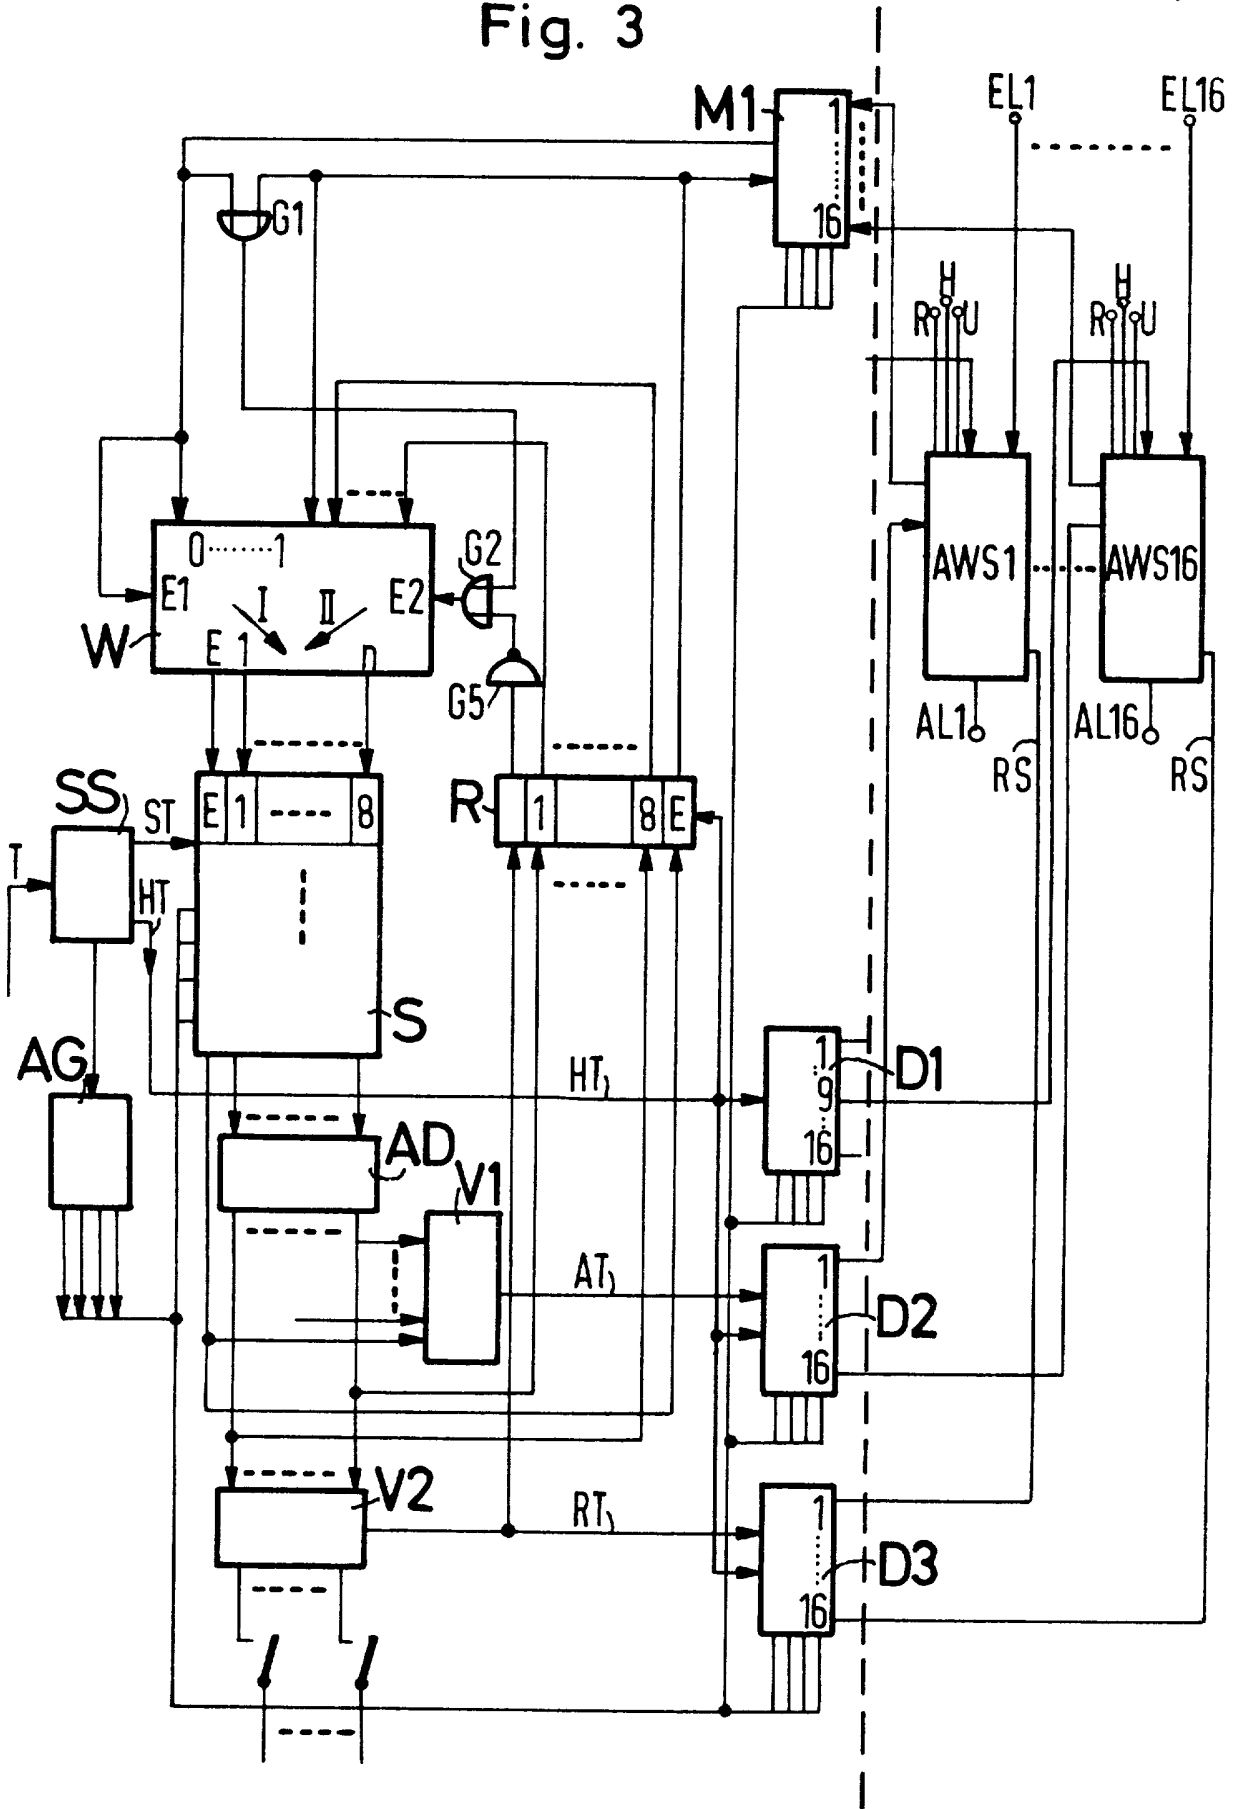 Fig. 3
M1
1
16
EL1
EL16
G1
R
H
U
R
H
U
0 1
G2
E1
I
II
E2
W
E 1 n
G5
AWS1
AWS16
AL1
AL16
RS
RS
SS
ST
T
HT
E 1 8
R
1 8 E
S
AG
HT
1
9
16
D1
AD
V1
AT
1
16
D2
V2
RT
1
16
D3